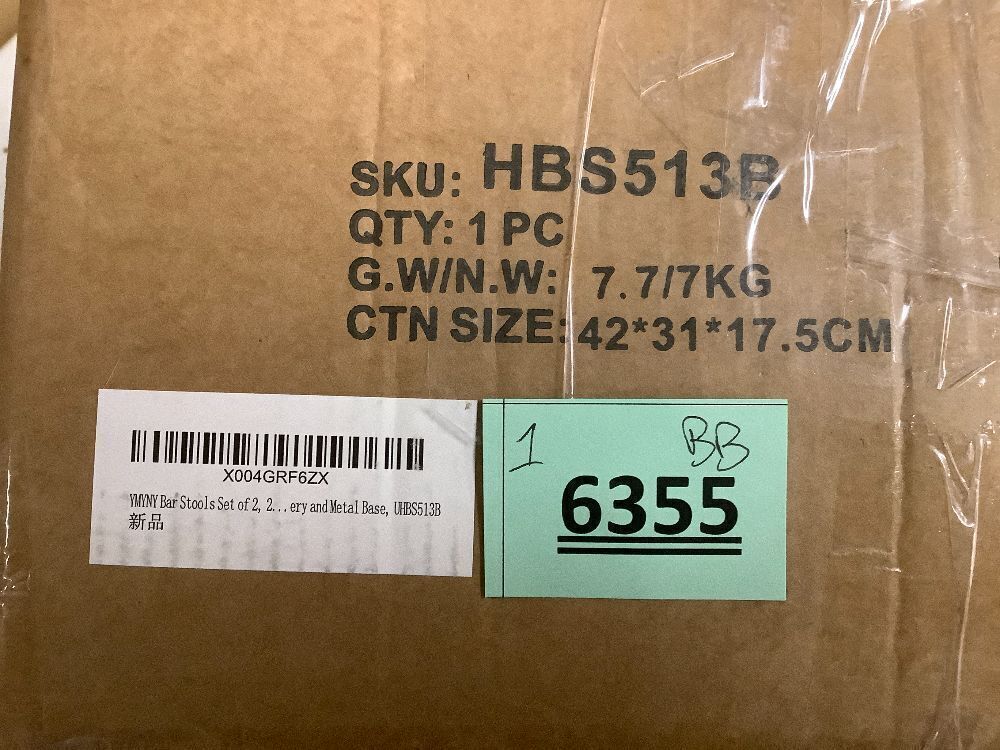 SKU: HBS513B
QTY: 1 PC
G.W/N.W: 7.7/7KG
CTN SIZE: 42*31*17.5CM
X004GRF6ZX
YMYNY Bar Stools Set of 2, 2...ery and Metal Base, UHBS513B
新品
1 BB
6355